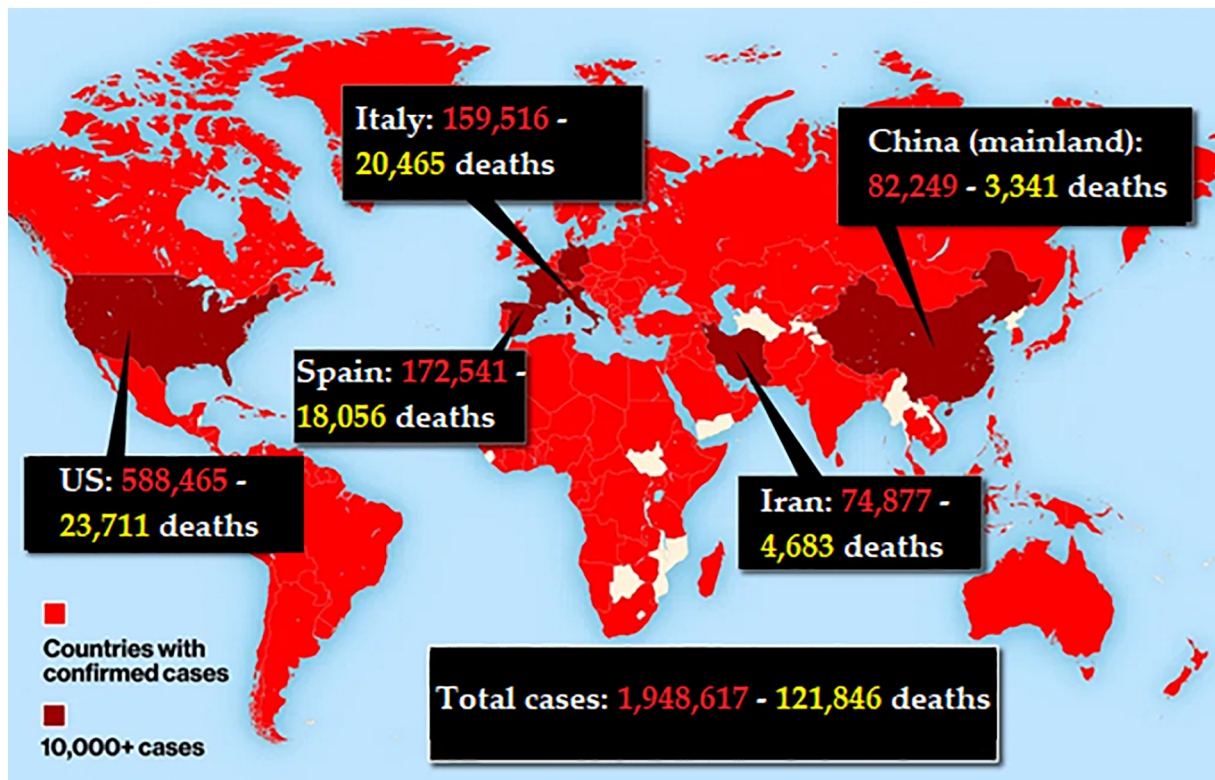 Italy: 159,516 -
20,465 deaths
China (mainland):
82,249 - 3,341 deaths
Spain: 172,541 -
18,056 deaths
US: 588,465 -
23,711 deaths
Iran: 74,877 -
4,683 deaths
Countries with
confirmed cases
10,000+ cases
Total cases: 1,948,617 - 121,846 deaths